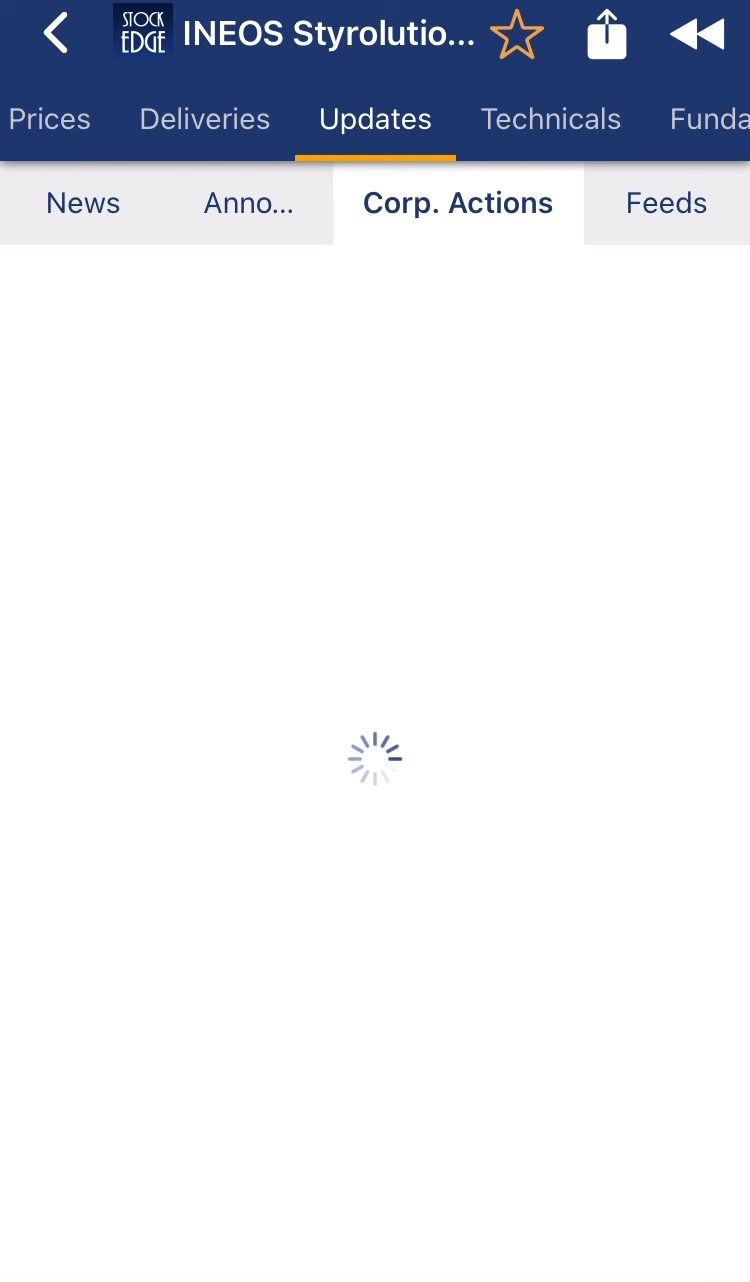 STOCK
EDGE
INEOS Styrolutio...
Prices Deliveries Updates Technicals Funda
News Anno... Corp. Actions Feeds